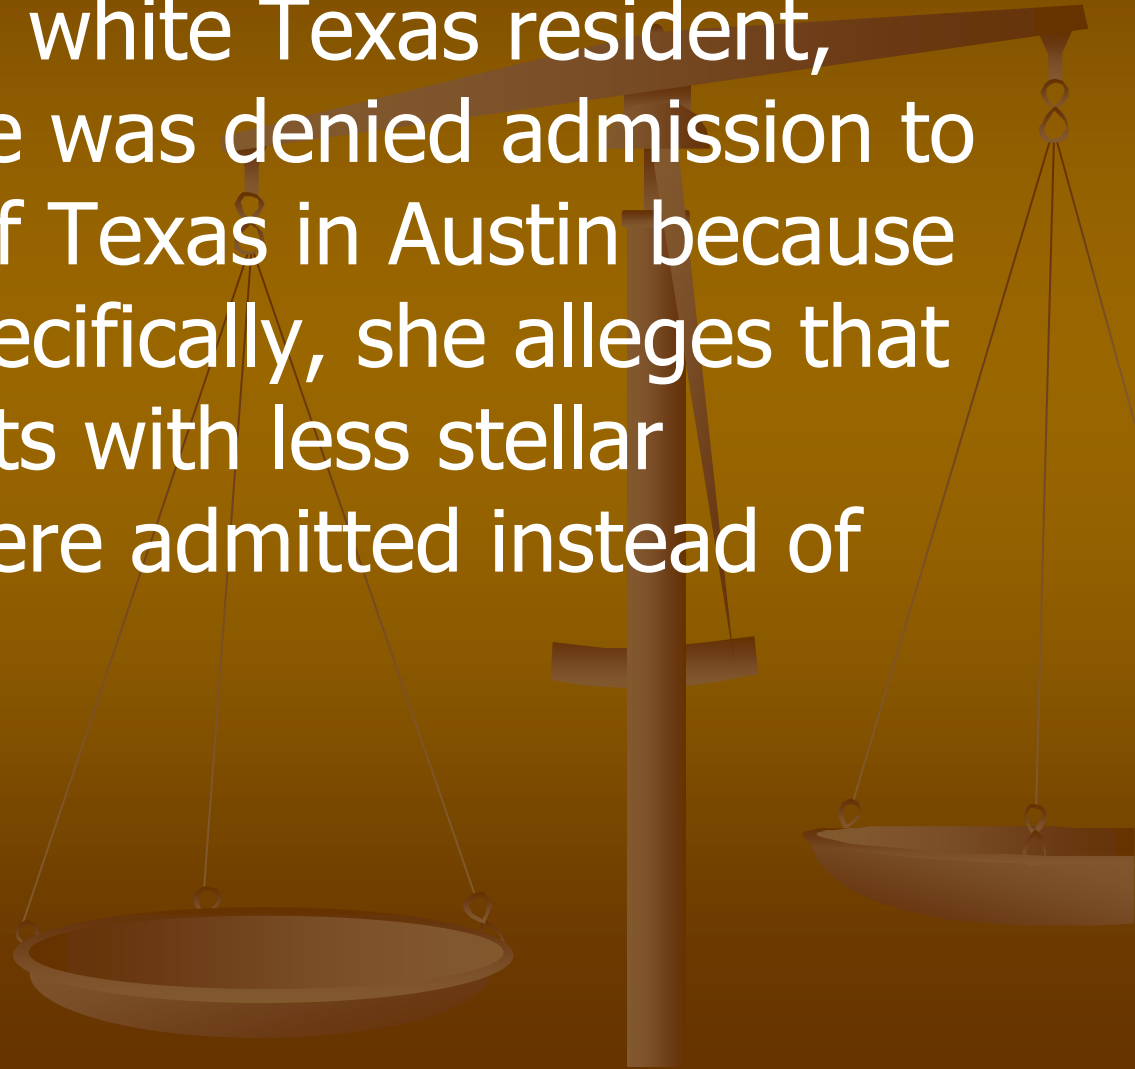 white Texas resident,
e was denied admission to
f Texas in Austin because
ecifically, she alleges that
ts with less stellar
ere admitted instead of